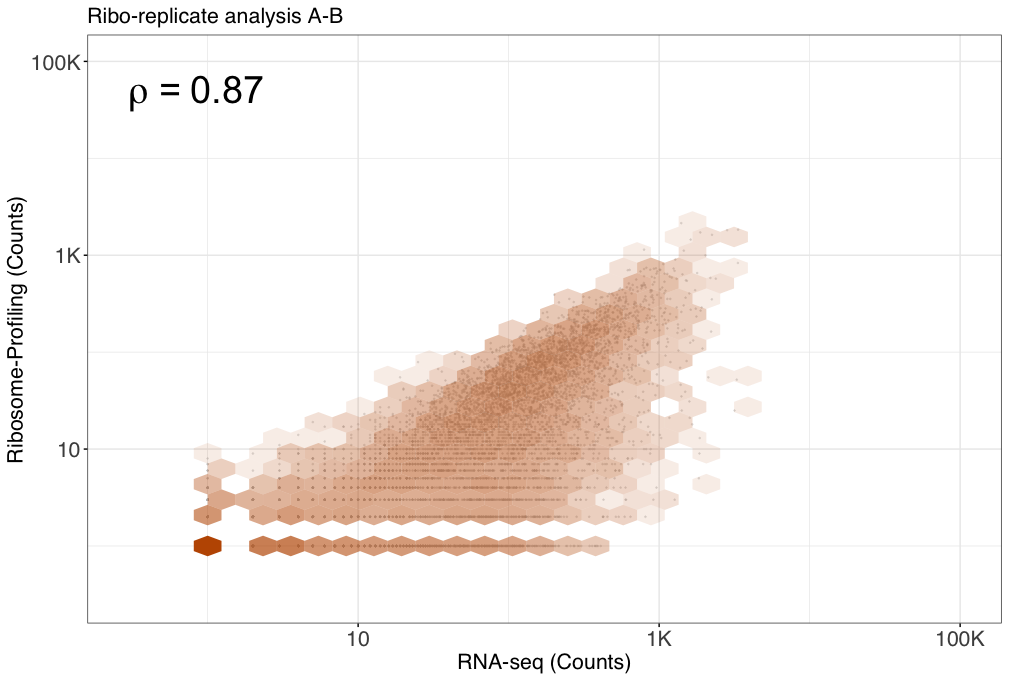 Ribo-replicate analysis A-B
100K
ρ = 0.87
1K
10
Ribosome-Profiling (Counts)
10
1K
100K
RNA-seq (Counts)